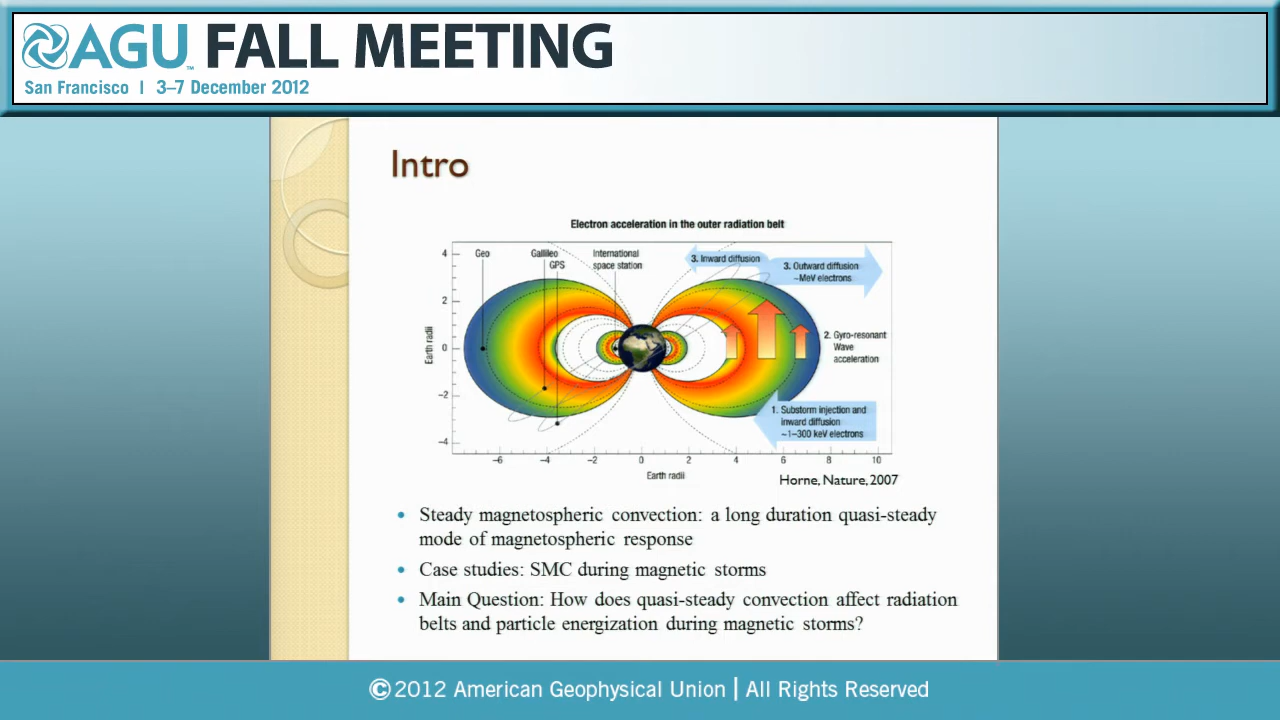 AGU™ FALL MEETING
San Francisco | 3–7 December 2012
Intro
Electron acceleration in the outer radiation belt
Geo
Gallileo
GPS
International
space station
3. Inward diffusion
3. Outward diffusion
~MeV electrons
2. Gyro-resonant
Wave
acceleration
1. Substorm injection and
inward diffusion
~1–300 keV electrons
Earth radii
4
2
0
−2
−4
−6 −4 −2 0 2 4 6 8 10
Earth radii
Horne, Nature, 2007
• Steady magnetospheric convection: a long duration quasi-steady
mode of magnetospheric response
• Case studies: SMC during magnetic storms
• Main Question: How does quasi-steady convection affect radiation
belts and particle energization during magnetic storms?
©2012 American Geophysical Union | All Rights Reserved